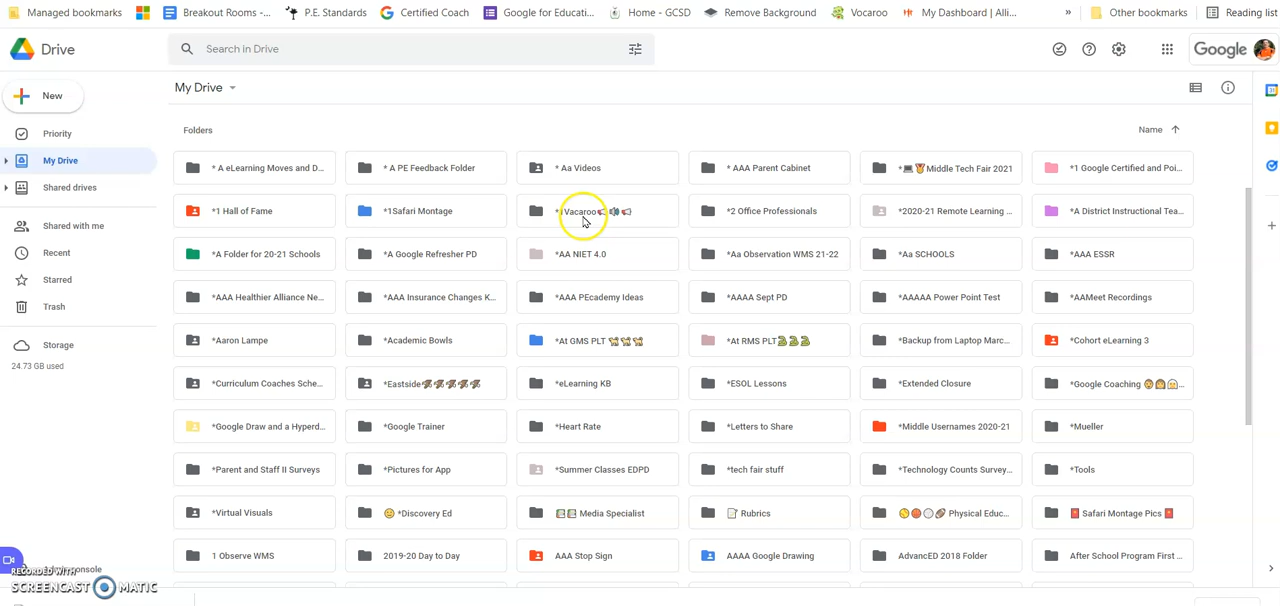 Managed bookmarks Breakout Rooms - ... P.E. Standards Certified Coach Google for Educati... Home - GCSD Remove Background Vocaroo My Dashboard | Alli... » Other bookmarks Reading list
Drive Search in Drive Google
New My Drive
Priority
My Drive
Shared drives
Shared with me
Recent
Starred
Trash
Storage
24.73 GB used
Folders Name
* A eLearning Moves and D... * A PE Feedback Folder * Aa Videos * AAA Parent Cabinet *💻🏅Middle Tech Fair 2021 *1 Google Certified and Poi...
*1 Hall of Fame *1Safari Montage *1Vacaroo📢🔊📢 *2 Office Professionals *2020-21 Remote Learning ... *A District Instructional Tea...
*A Folder for 20-21 Schools *A Google Refresher PD *AA NIET 4.0 *Aa Observation WMS 21-22 *Aa SCHOOLS *AAA ESSR
*AAA Healthier Alliance Ne... *AAA Insurance Changes K... *AAA PEcademy Ideas *AAAA Sept PD *AAAAA Power Point Test *AAMeet Recordings
*Aaron Lampe *Academic Bowls *At GMS PLT 🐫🐫🐫 *At RMS PLT🐍🐍🐍 *Backup from Laptop Marc... *Cohort eLearning 3
*Curriculum Coaches Sche... *Eastside🐅🐅🐅🐅🐅 *eLearning KB *ESOL Lessons *Extended Closure *Google Coaching ...
*Google Draw and a Hyperd... *Google Trainer *Heart Rate *Letters to Share *Middle Usernames 2020-21 *Mueller
*Parent and Staff II Surveys *Pictures for App *Summer Classes EDPD *tech fair stuff *Technology Counts Survey... *Tools
*Virtual Visuals 🙂 *Discovery Ed 📗📗 Media Specialist 📝 Rubrics 🎾🏀🏐🏈 Physical Educ... 🎴 Safari Montage Pics 🎴
1 Observe WMS 2019-20 Day to Day AAA Stop Sign AAAA Google Drawing AdvancED 2018 Folder After School Program First ...
console
RECORDED WITH
SCREENCAST MATIC